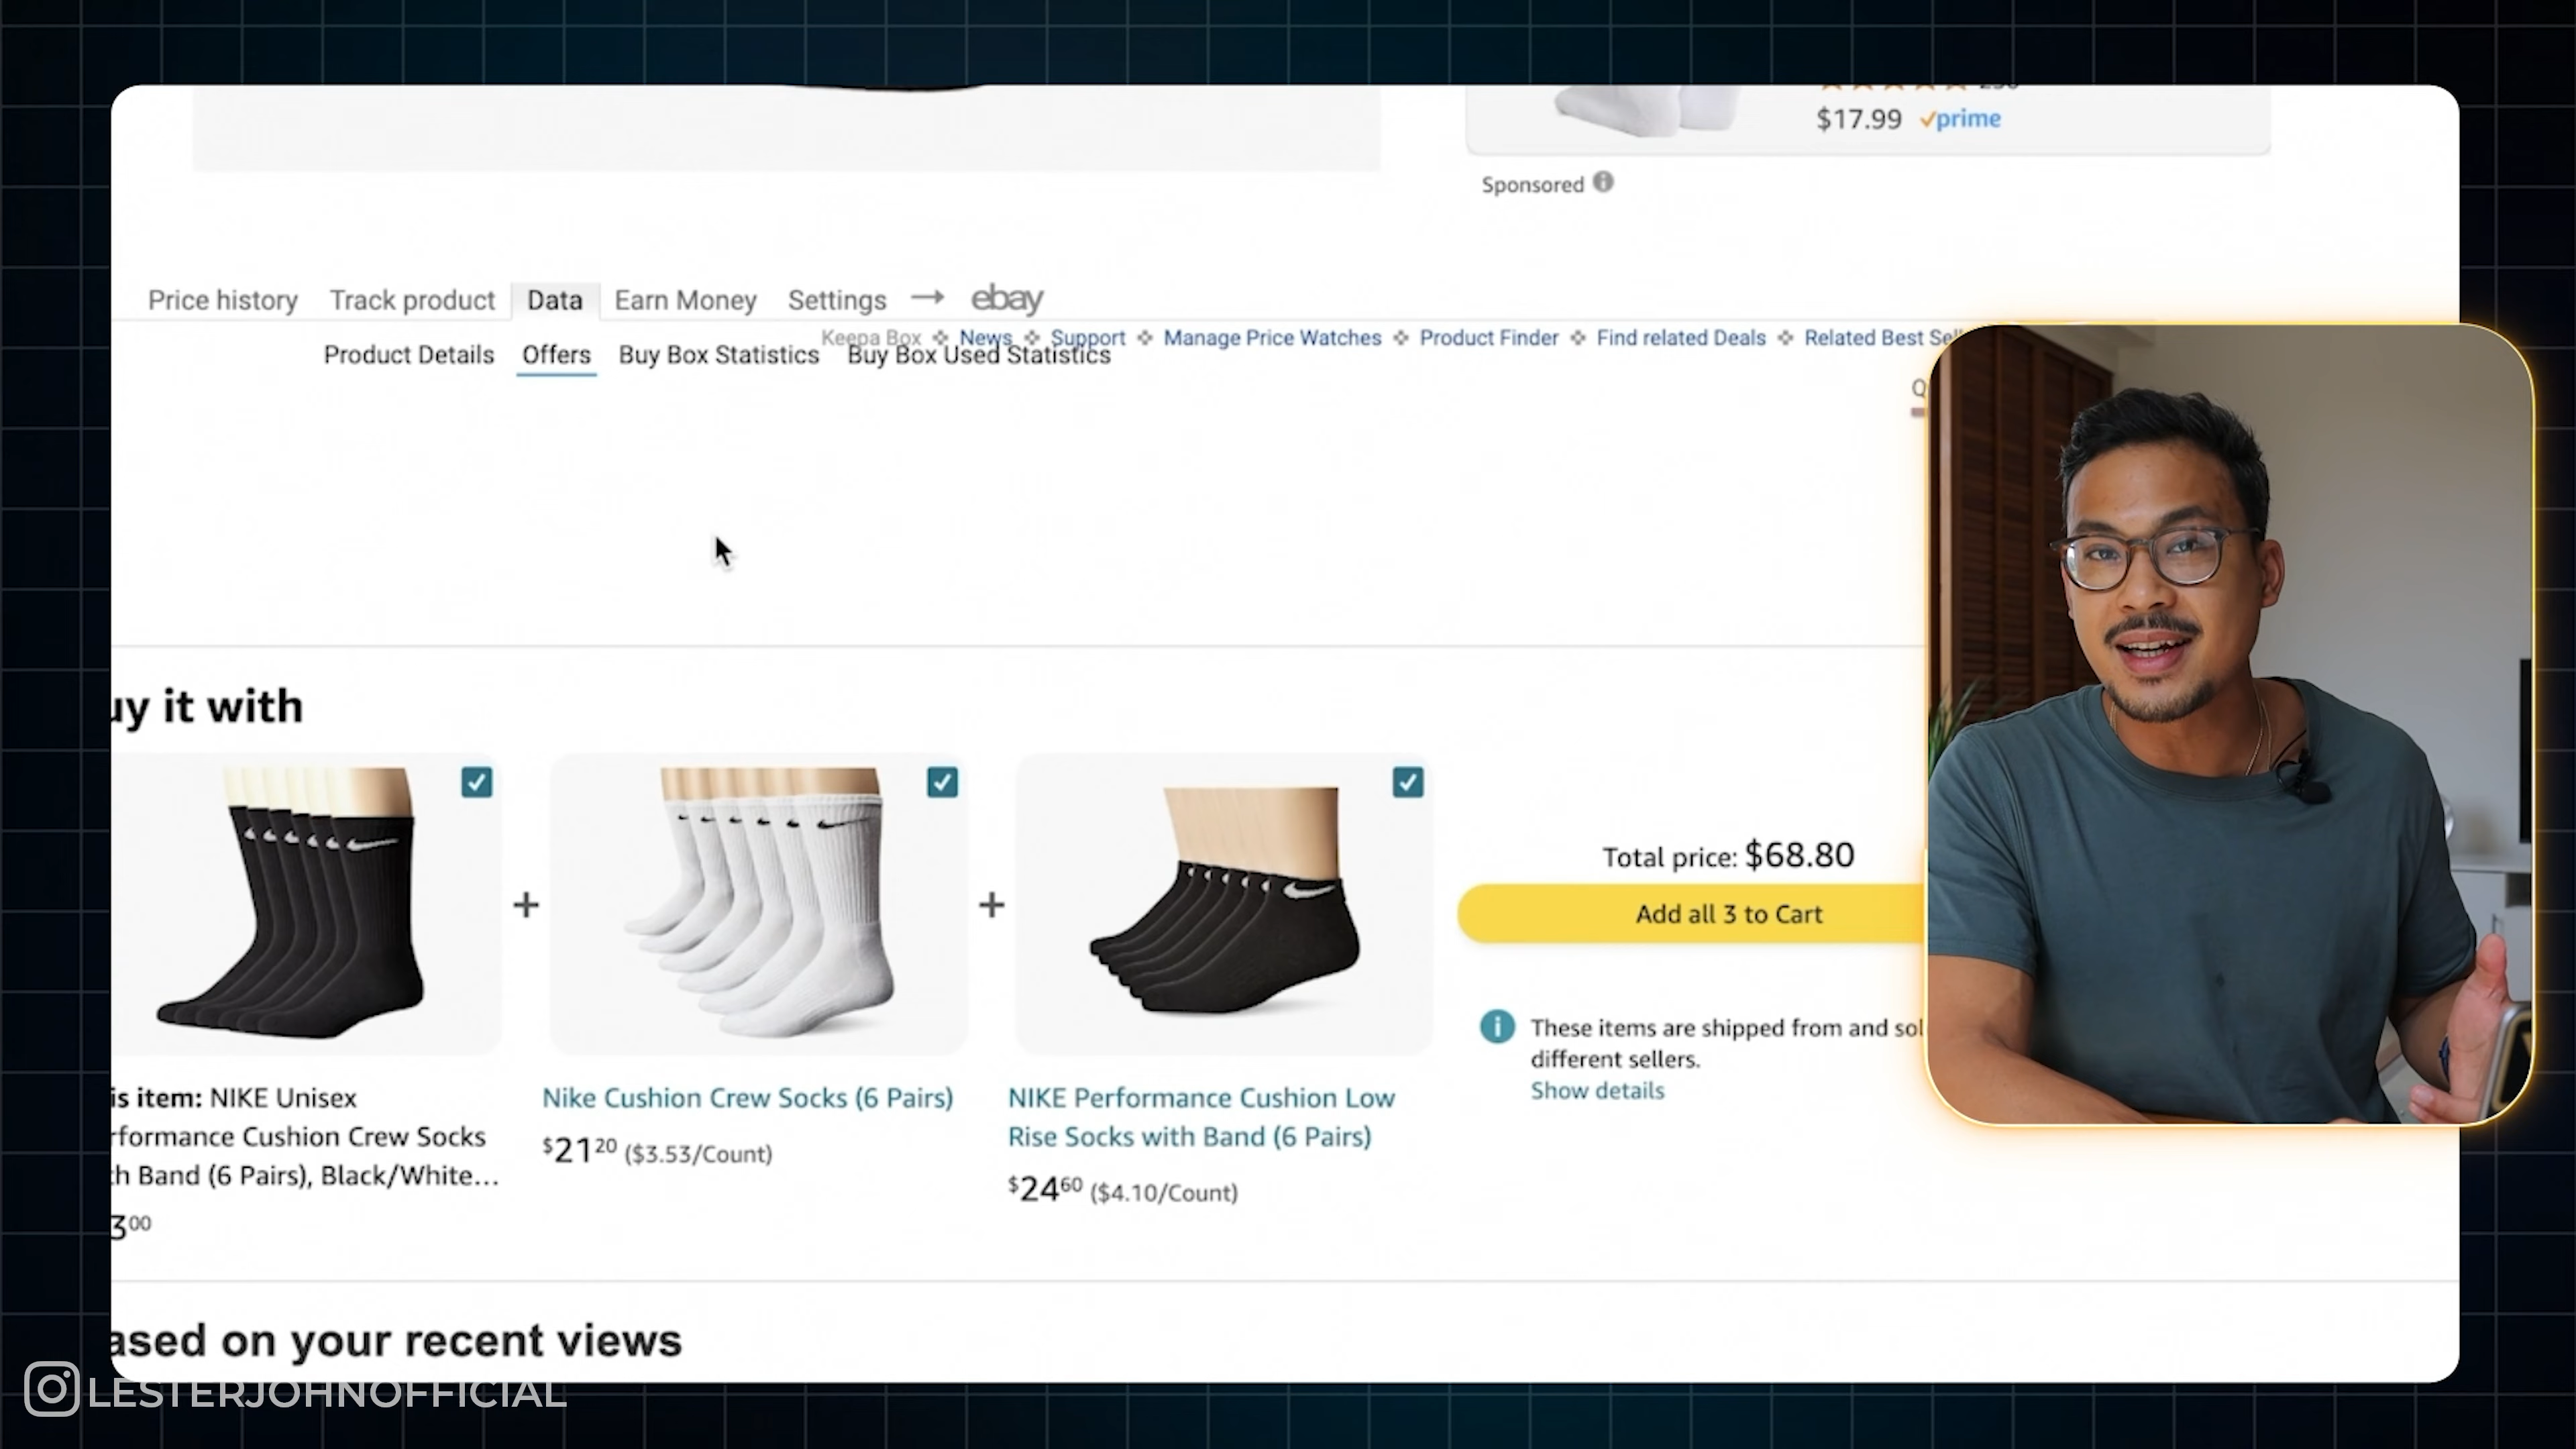 $17.99 prime
Sponsored
Price history Track product Data Earn Money Settings → ebay
Keepa Box News Support Manage Price Watches Product Finder Find related Deals Related Best
Product Details Offers Buy Box Statistics Buy Box Used Statistics
uy it with
Total price: $68.80
Add all 3 to Cart
These items are shipped from and sol
different sellers.
Show details
is item: NIKE Unisex
rformance Cushion Crew Socks
th Band (6 Pairs), Black/White...
300
Nike Cushion Crew Socks (6 Pairs)
$2120 ($3.53/Count)
NIKE Performance Cushion Low
Rise Socks with Band (6 Pairs)
$2460 ($4.10/Count)
ased on your recent views
LESTERJOHNOFFICIAL